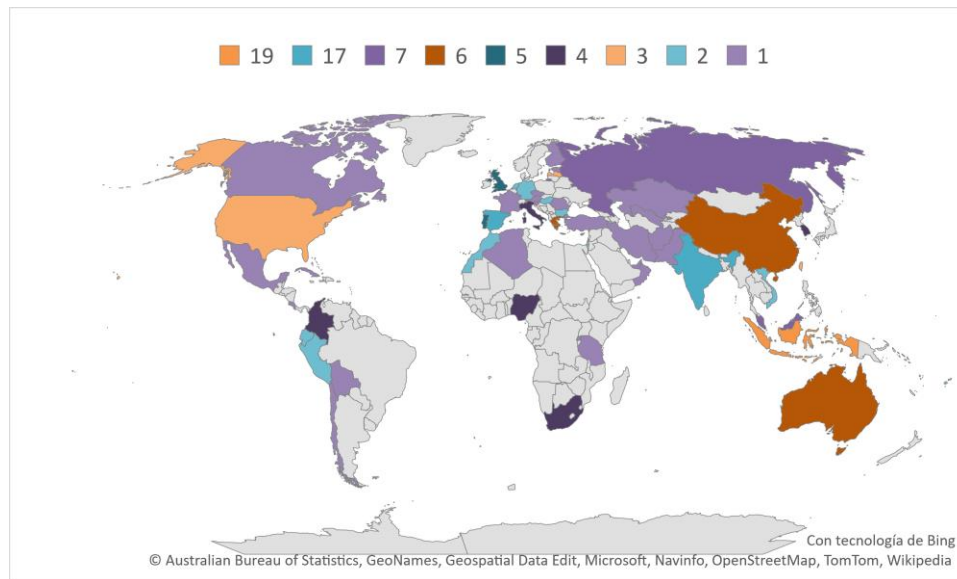 19 17 7 6 5 4 3 2 1
Con tecnología de Bing
© Australian Bureau of Statistics, GeoNames, Geospatial Data Edit, Microsoft, Navinfo, OpenStreetMap, TomTom, Wikipedia